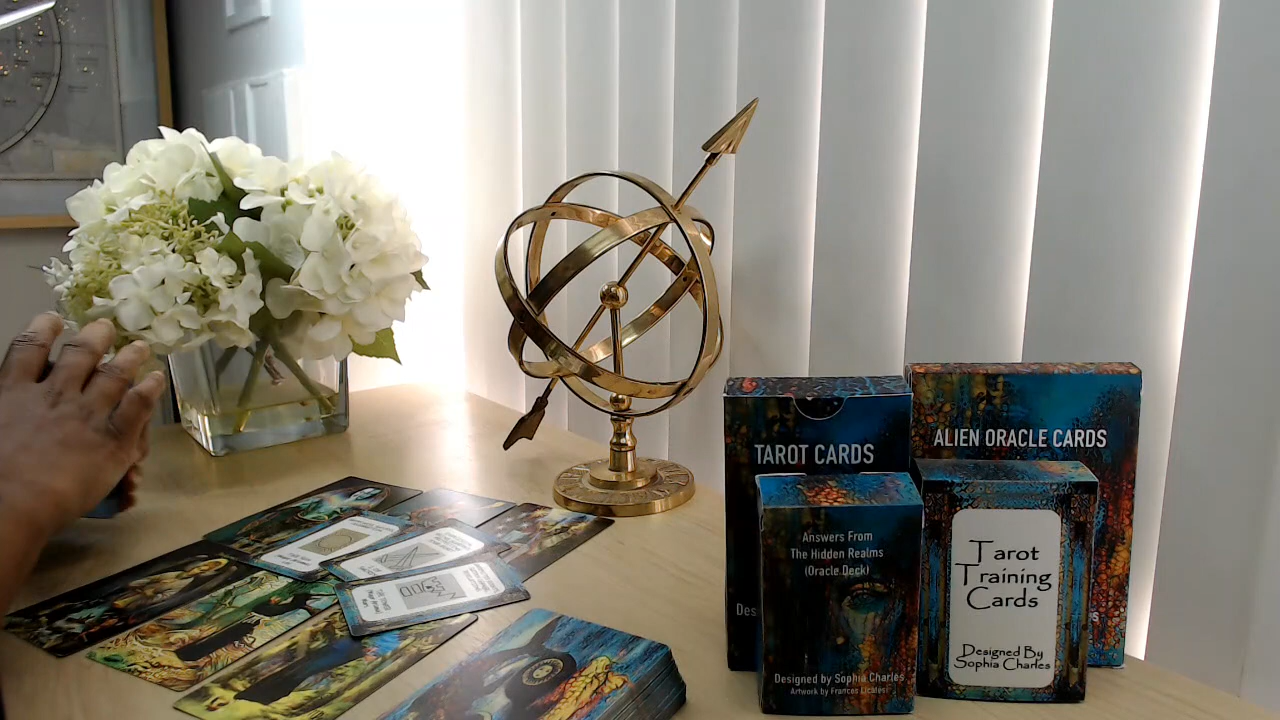 TAROT CARDS
Des
ALIEN ORACLE CARDS
Answers From
The Hidden Realms
(Oracle Deck)
Designed by Sophia Charles
Artwork by Frances
Tarot
Training
Cards
Designed By
Sophia Charles
s